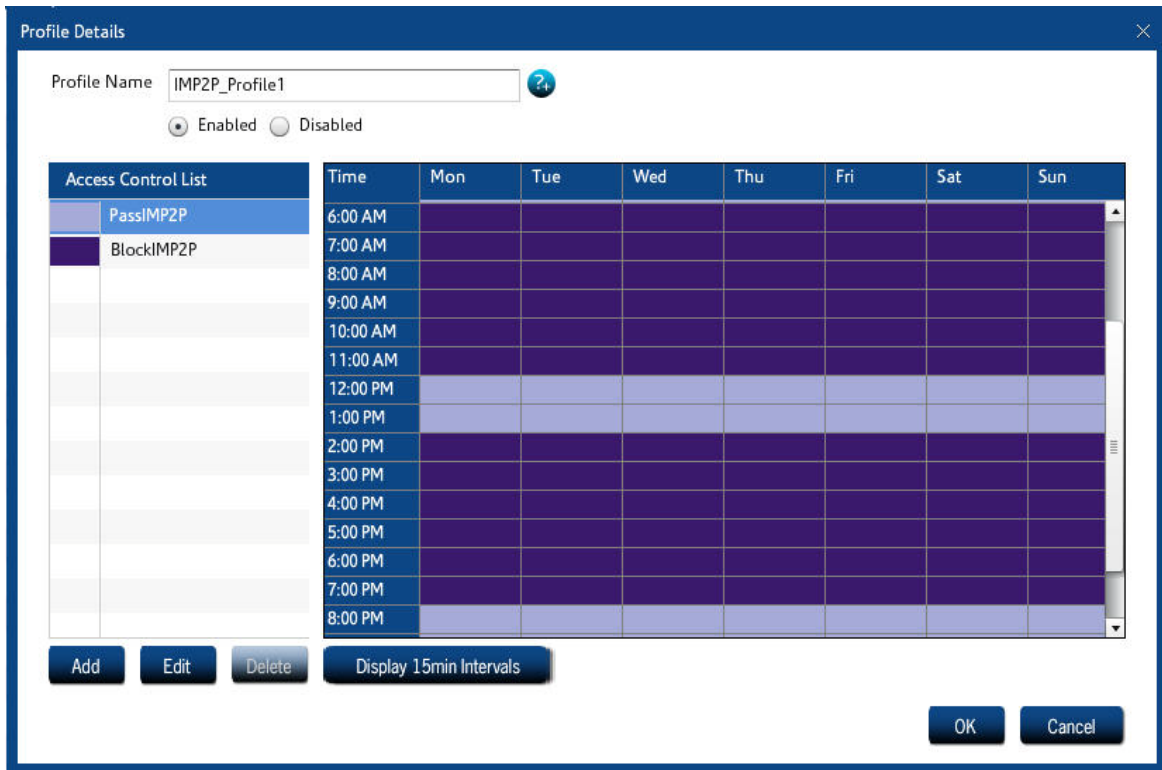 Profile Details
Profile Name IMP2P_Profile1
Enabled Disabled
Access Control List
PassIMP2P
BlockIMP2P
Time Mon Tue Wed Thu Fri Sat Sun
6:00 AM
7:00 AM
8:00 AM
9:00 AM
10:00 AM
11:00 AM
12:00 PM
1:00 PM
2:00 PM
3:00 PM
4:00 PM
5:00 PM
6:00 PM
7:00 PM
8:00 PM
Add Edit Delete Display 15min Intervals
OK Cancel